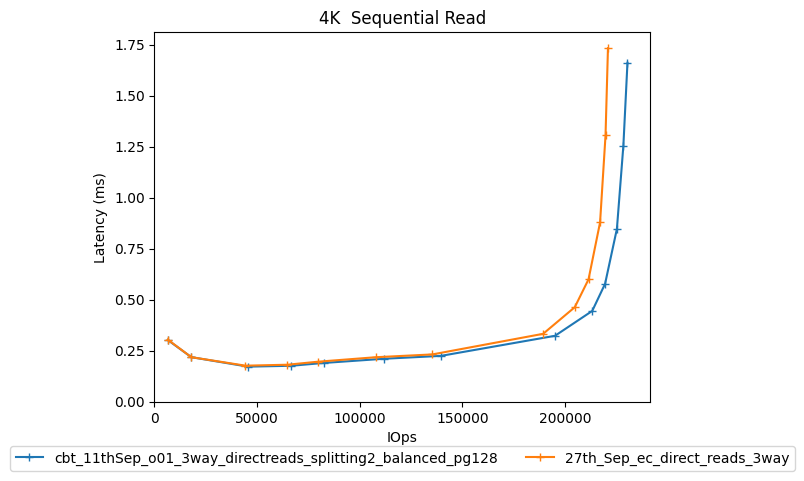 4K  Sequential Read
1.75
1.50
1.25
1.00
0.75
0.50
0.25
0.00
Latency (ms)
0 50000 100000 150000 200000
IOps
cbt_11thSep_o01_3way_directreads_splitting2_balanced_pg128 27th_Sep_ec_direct_reads_3way